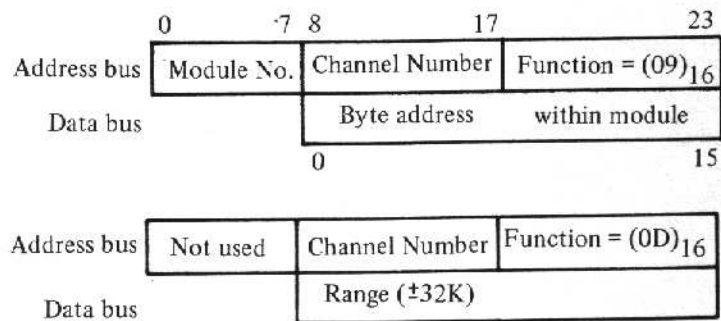 0 ·7 8 17 23
Address bus Module No. Channel Number Function = (09)16
Data bus Byte address within module
0 15
Address bus Not used Channel Number Function = (0D)16
Data bus Range (±32K)